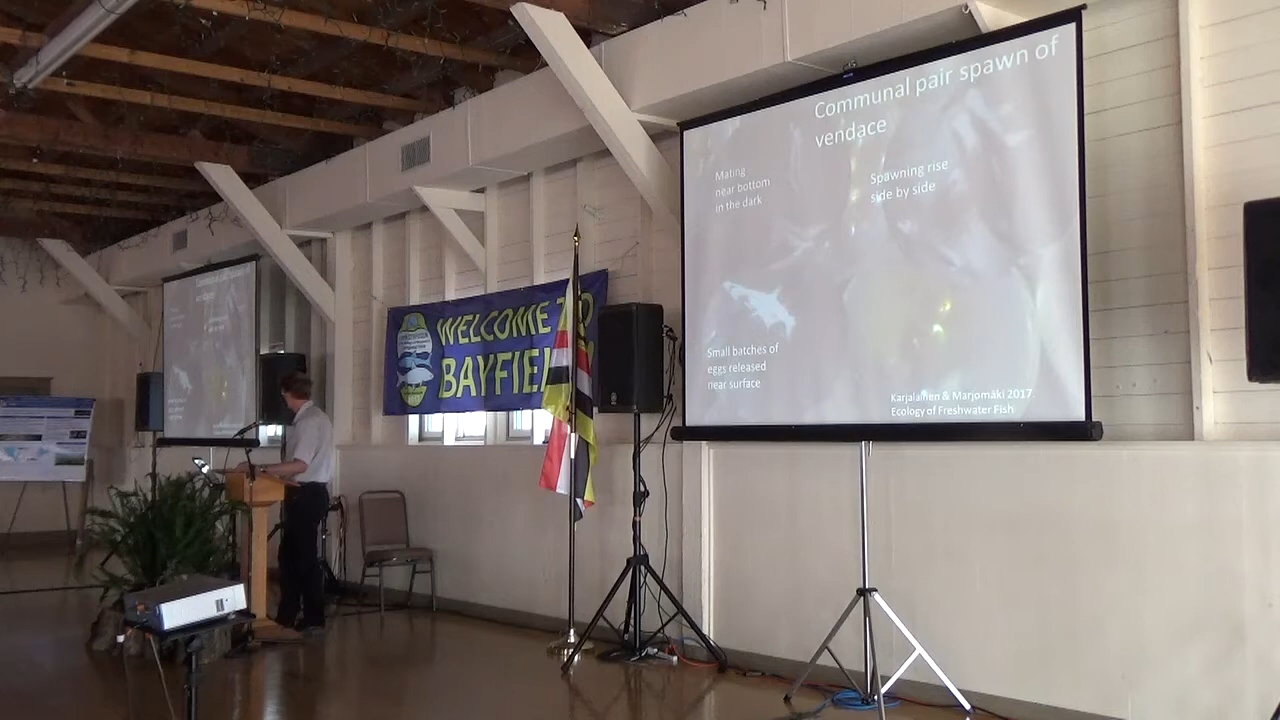 WELCOME TO
BAYFIELD
Communal pair spawn of
vendace
Mating
near bottom
in the dark
Spawning rise
side by side
Small batches of
eggs released
near surface
Karjalainen & Marjomäki 2017
Ecology of Freshwater Fish